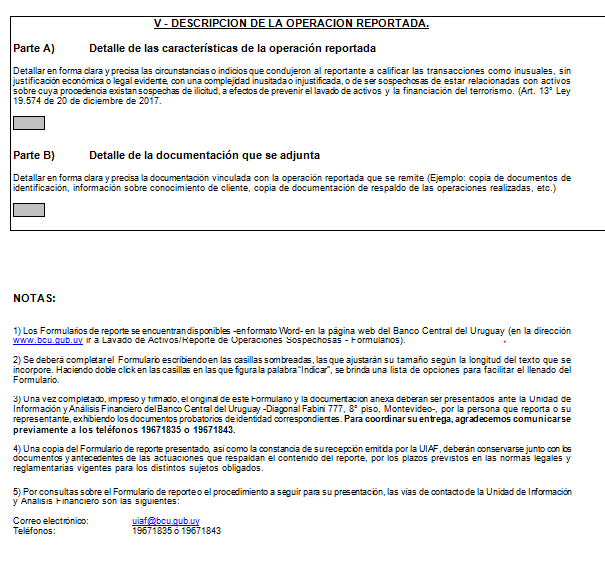 V - DESCRIPCION DE LA OPERACION REPORTADA.
Parte A) Detalle de las características de la operación reportada
Detallar en forma clara y precisa las circunstancias o indicios que condujeron al reportante a calificar las transacciones como inusuales, sin
justificación económica o legal evidente, con una complejidad inusitada o injustificada, o de ser sospechosas de estar relacionadas con activos
sobre cuya procedencia existan sospechas de ilicitud, a efectos de prevenir el lavado de activos y la financiación del terrorismo. (Art. 13° Ley
19.574 de 20 de diciembre de 2017.
Parte B) Detalle de la documentación que se adjunta
Detallar en forma clara y precisa la documentación vinculada con la operación reportada que se remite (Ejemplo: copia de documentos de
identificación, información sobre conocimiento de cliente, copia de documentación de respaldo de las operaciones realizadas, etc.)
NOTAS:
1) Los Formularios de reporte se encuentran disponibles -en formato Word- en la página web del Banco Central del Uruguay (en la dirección
www.bcu.gub.uy ir a Lavado de Activos/Reporte de Operaciones Sospechosas - Formularios).
2) Se deberá completar el Formulario escribiendo en las casillas sombreadas, las que ajustarán su tamaño según la longitud del texto que se
incorpore. Haciendo doble click en las casillas en las que figura la palabra "Indicar", se brinda una lista de opciones para facilitar el llenado del
Formulario.
3) Una vez completado, impreso y firmado, el original de este Formulario y la documentación anexa deberán ser presentados ante la Unidad de
Información y Análisis Financiero del Banco Central del Uruguay -Diagonal Fabini 777, 8° piso, Montevideo-, por la persona que reporta o su
representante, exhibiendo los documentos probatorios de identidad correspondientes. Para coordinar su entrega, agradecemos comunicarse
previamente a los teléfonos 19671835 o 19671843.
4) Una copia del Formulario de reporte presentado, así como la constancia de su recepción emitida por la UIAF, deberán conservarse junto con los
documentos y antecedentes de las actuaciones que respaldan el contenido del reporte, por los plazos previstos en las normas legales y
reglamentarias vigentes para los distintos sujetos obligados.
5) Por consultas sobre el Formulario de reporte o el procedimiento a seguir para su presentación, las vías de contacto de la Unidad de Información
y Análisis Financiero son las siguientes:
Correo electrónico: uiaf@bcu.gub.uy
Teléfonos: 19671835 ó 19671843